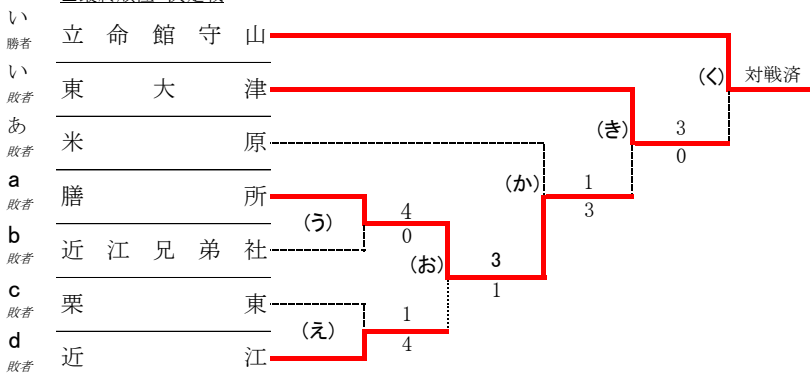 い
勝者 立命館守山
い (く) 対戦済
敗者 東大津
あ (き) 3
敗者 米原 0
a (か) 1
敗者 膳所 3
(う) 4
b 0
敗者 近江兄弟社
(お) 3
c 1
敗者 栗東
(え) 1
d 4
敗者 近江